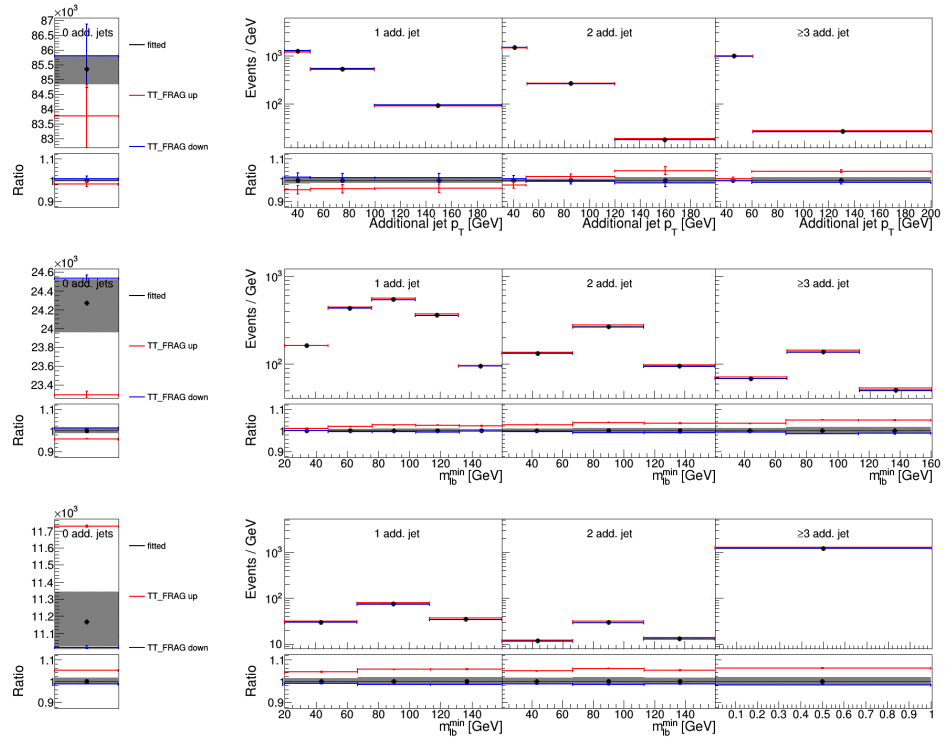 ×10³
0 add. jets
87
86
85
84
83
fitted
TT_FRAG up
TT_FRAG down
Ratio
1.1
1
0.9
Events / GeV
10³
10²
1 add. jet
2 add. jet
≥3 add. jet
Ratio
1.1
1
0.9
40 60 80 100 120 140 160 180
Additional jet p_T [GeV]
40 60 80 100 120 140 160 180
Additional jet p_T [GeV]
40 60 80 100 120 140 160 180 200
Additional jet p_T [GeV]
×10³
0 add. jets
24.6
24.4
24.2
24
23.8
23.6
23.4
fitted
TT_FRAG up
TT_FRAG down
Ratio
1.1
1
0.9
Events / GeV
10³
10²
1 add. jet
2 add. jet
≥3 add. jet
Ratio
1.1
1
0.9
20 40 60 80 100 120 140
m_lb^min [GeV]
40 60 80 100 120 140
m_lb^min [GeV]
40 60 80 100 120 140 160
m_lb^min [GeV]
×10³
0 add. jets
11.7
11.6
11.5
11.4
11.3
11.2
11.1
fitted
TT_FRAG up
TT_FRAG down
Ratio
1.1
1
0.9
Events / GeV
10³
10²
10
1 add. jet
2 add. jet
≥3 add. jet
Ratio
1.1
1
0.9
20 40 60 80 100 120 140
m_lb^min [GeV]
40 60 80 100 120 140
m_lb^min [GeV]
0.1 0.2 0.3 0.4 0.5 0.6 0.7 0.8 0.9 1